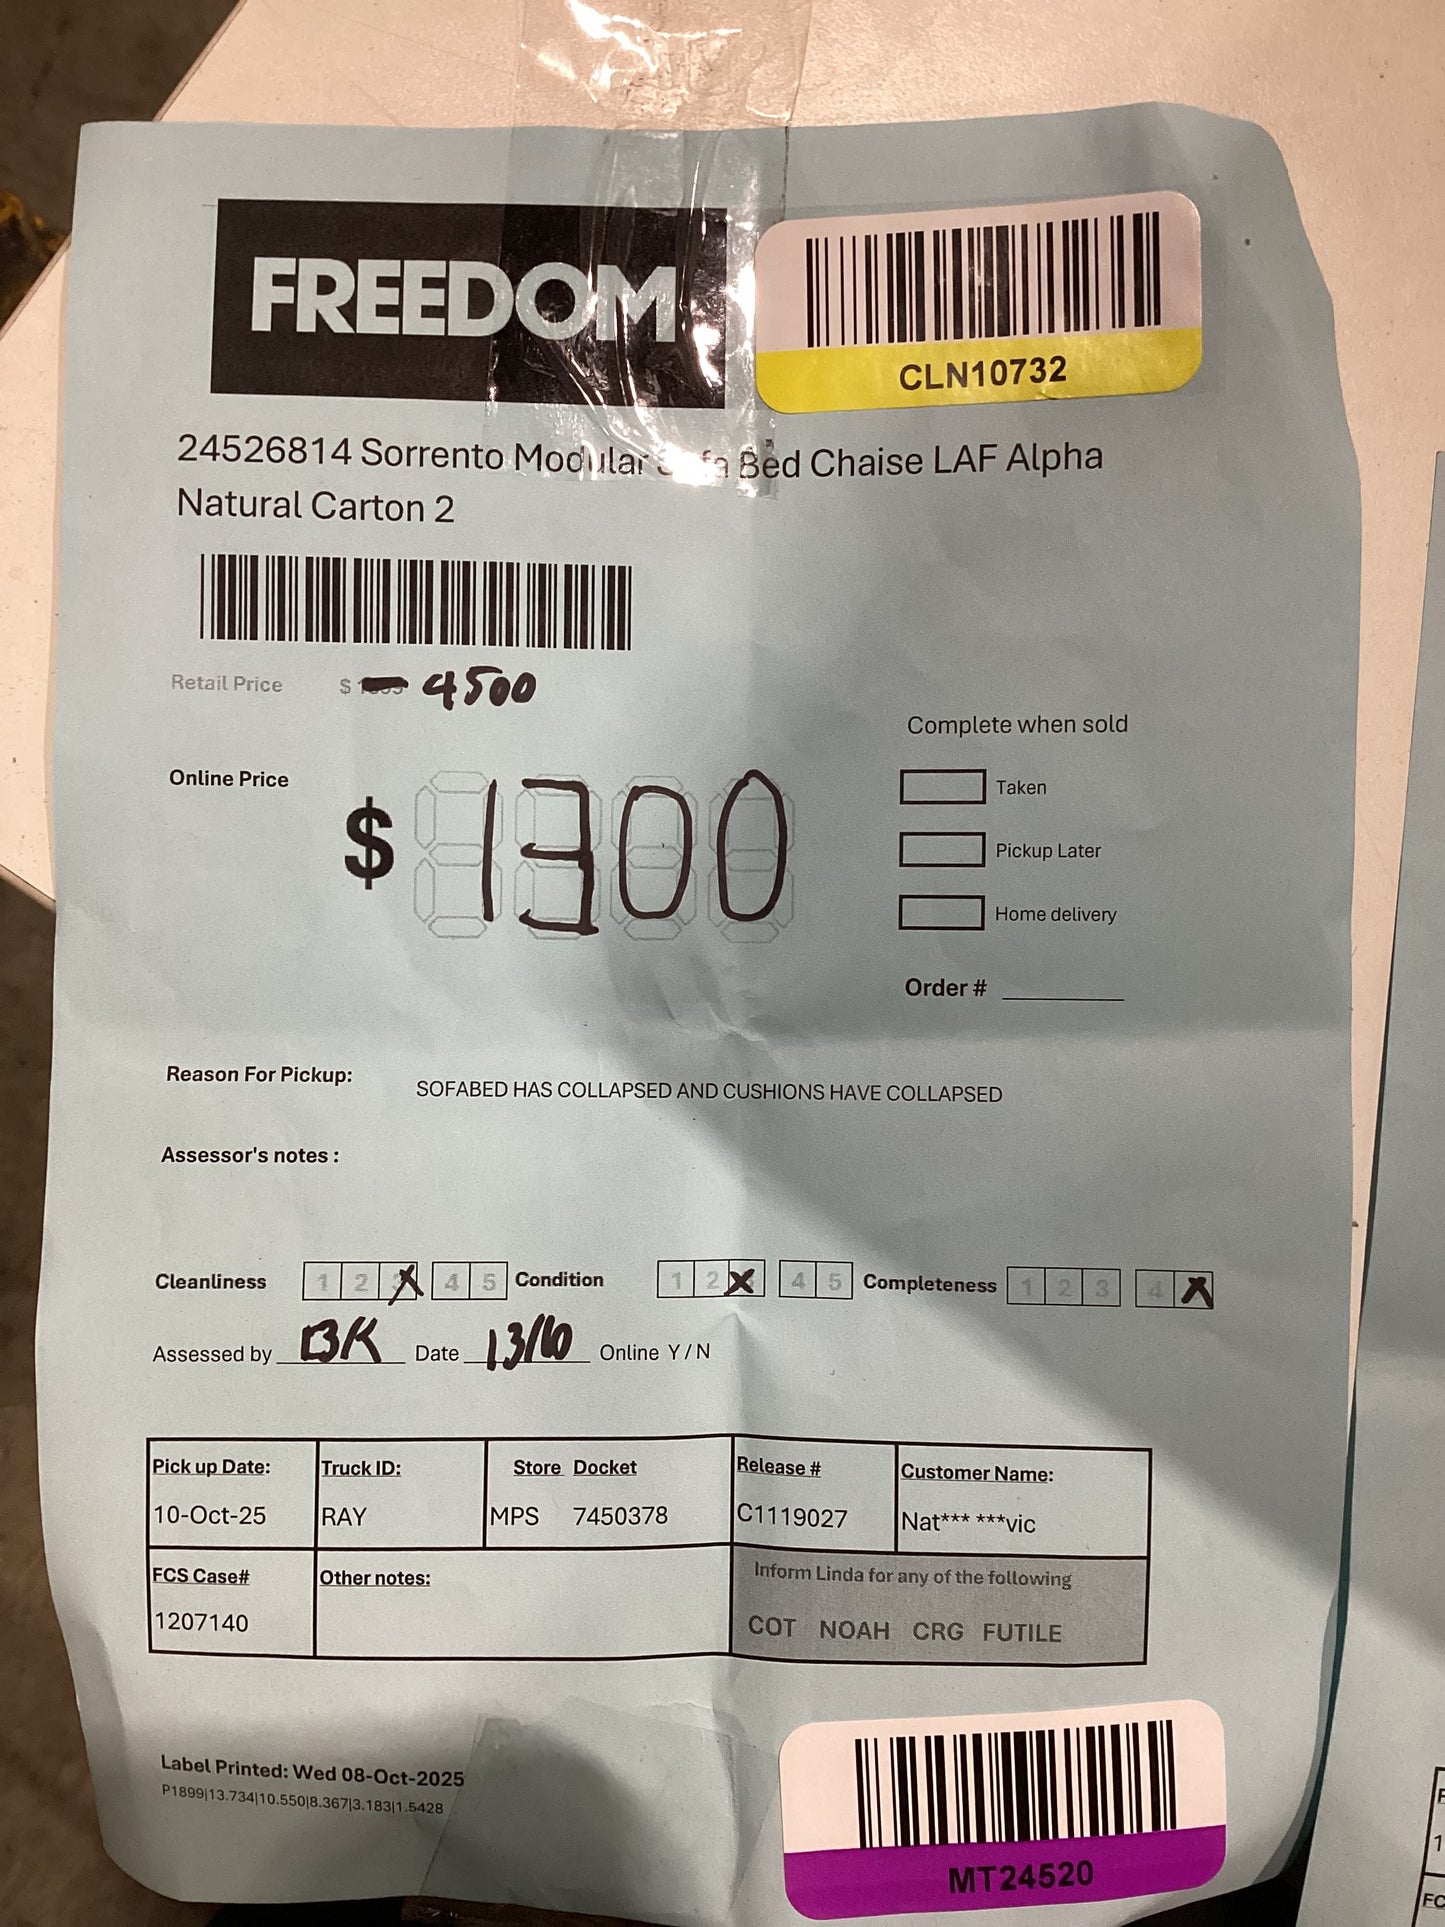 FREEDOM
CLN10732
24526814 Sorrento Modular Sofa Bed Chaise LAF Alpha
Natural Carton 2
Retail Price $ 4500
Complete when sold
Online Price $ 1300
Taken
Pickup Later
Home delivery
Order #
Reason For Pickup: SOFABED HAS COLLAPSED AND CUSHIONS HAVE COLLAPSED
Assessor's notes :
Cleanliness 1 2 3 4 5 Condition 1 2 3 4 5 Completeness 1 2 3 4 5
Assessed by BK Date 13/10 Online Y / N
Pick up Date: Truck ID: Store Docket Release # Customer Name:
10-Oct-25 RAY MPS 7450378 C1119027 Nat*** ***vic
FCS Case# Other notes: Inform Linda for any of the following
1207140 COT NOAH CRG FUTILE
Label Printed: Wed 08-Oct-2025
P1899|13.734|10.550|8.367|3.183|1.5428
MT24520